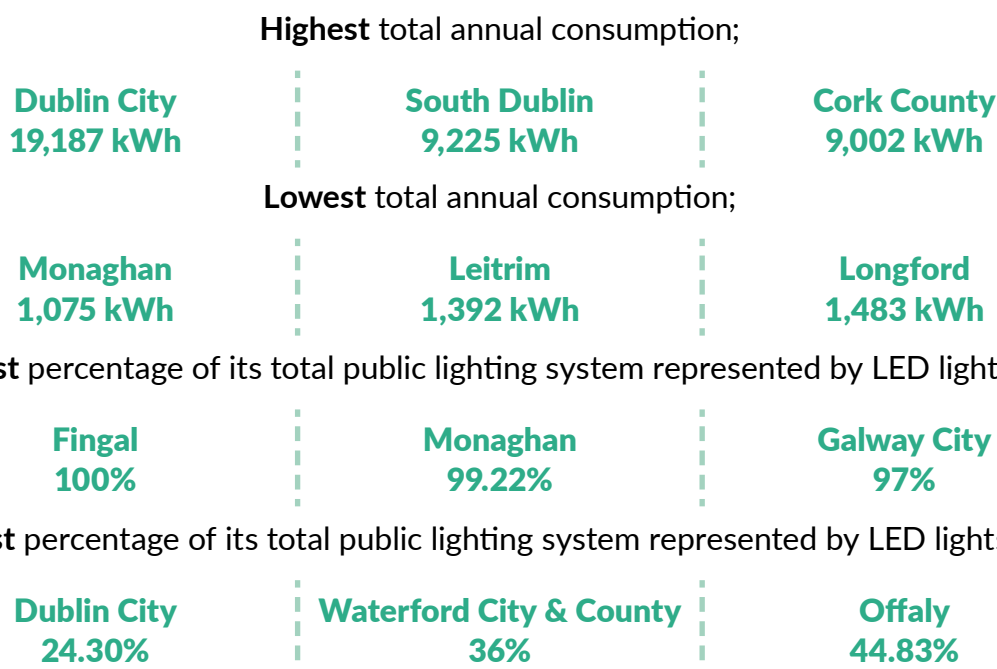 Highest total annual consumption;
Dublin City South Dublin Cork County
19,187 kWh 9,225 kWh 9,002 kWh
Lowest total annual consumption;
Monaghan Leitrim Longford
1,075 kWh 1,392 kWh 1,483 kWh
st percentage of its total public lighting system represented by LED light
Fingal Monaghan Galway City
100% 99.22% 97%
st percentage of its total public lighting system represented by LED lights
Dublin City Waterford City & County Offaly
24.30% 36% 44.83%